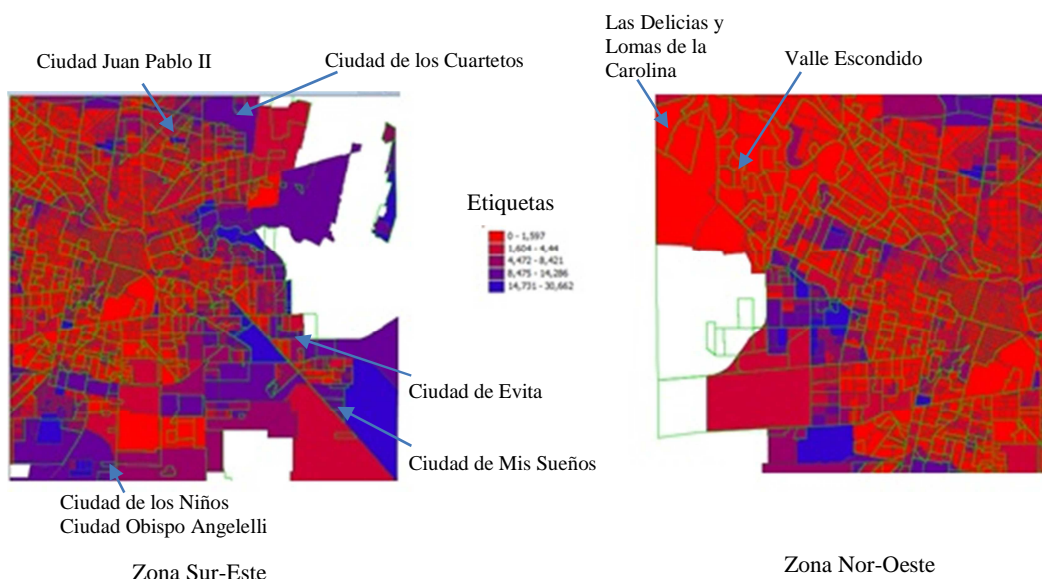 Las Delicias y
Lomas de la
Carolina
Ciudad Juan Pablo II
Ciudad de los Cuartetos
Valle Escondido
Etiquetas
0 - 1,597
1,604 - 4,44
4,472 - 8,421
8,475 - 14,286
14,731 - 30,662
Ciudad de Evita
Ciudad de Mis Sueños
Ciudad de los Niños
Ciudad Obispo Angelelli
Zona Sur-Este
Zona Nor-Oeste